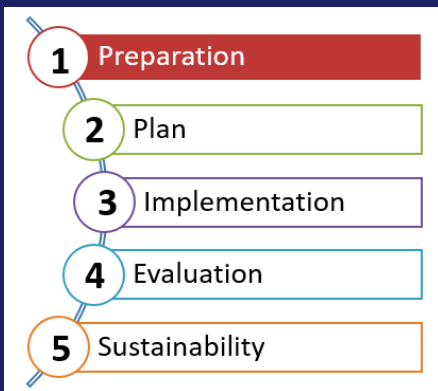 1 Preparation
2 Plan
3 Implementation
4 Evaluation
5 Sustainability